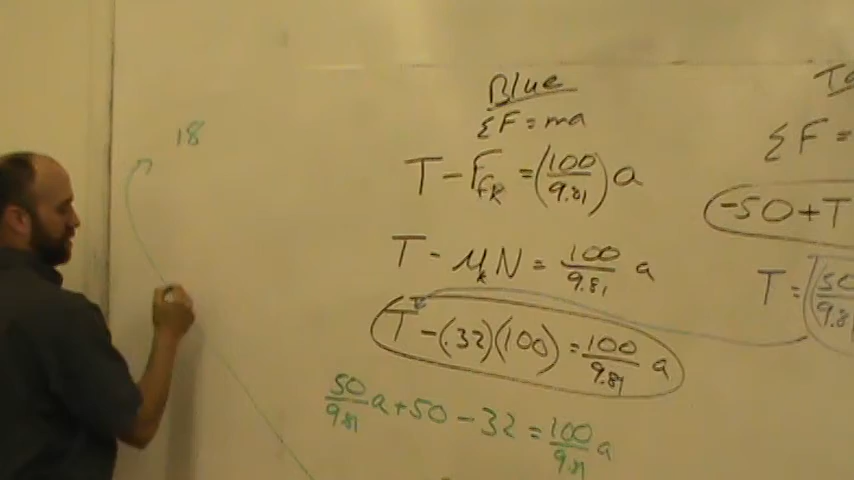 18
Blue
ΣF = ma
T - F_fk = (100/9.81) a
T - μ_k N = 100/9.81 a
T - (.32)(100) = 100/9.81 a
50/9.81 a + 50 - 32 = 100/9.81 a
ΣF =
-50 + T
T =